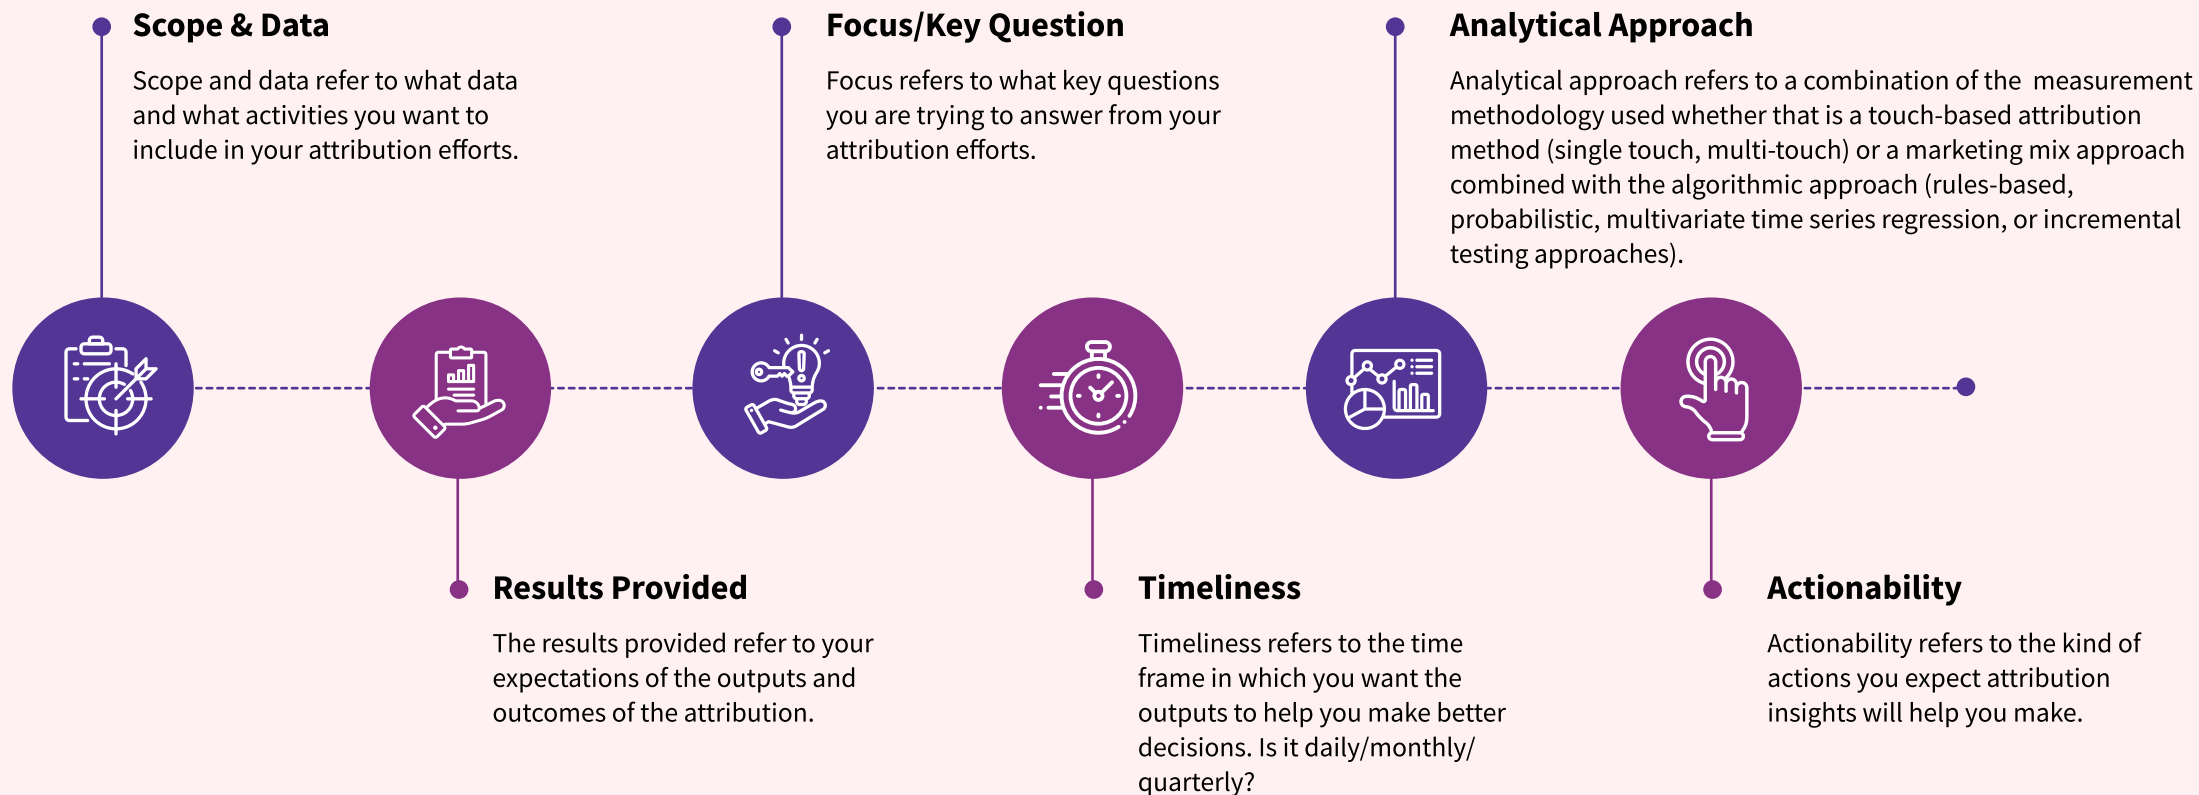 Scope & Data
Scope and data refer to what data
and what activities you want to
include in your attribution efforts.
Focus/Key Question
Focus refers to what key questions
you are trying to answer from your
attribution efforts.
Analytical Approach
Analytical approach refers to a combination of the  measurement
methodology used whether that is a touch-based attribution
method (single touch, multi-touch) or a marketing mix approach
combined with the algorithmic approach (rules-based,
probabilistic, multivariate time series regression, or incremental
testing approaches).
Results Provided
The results provided refer to your
expectations of the outputs and
outcomes of the attribution.
Timeliness
Timeliness refers to the time
frame in which you want the
outputs to help you make better
decisions. Is it daily/monthly/
quarterly?
Actionability
Actionability refers to the kind of
actions you expect attribution
insights will help you make.